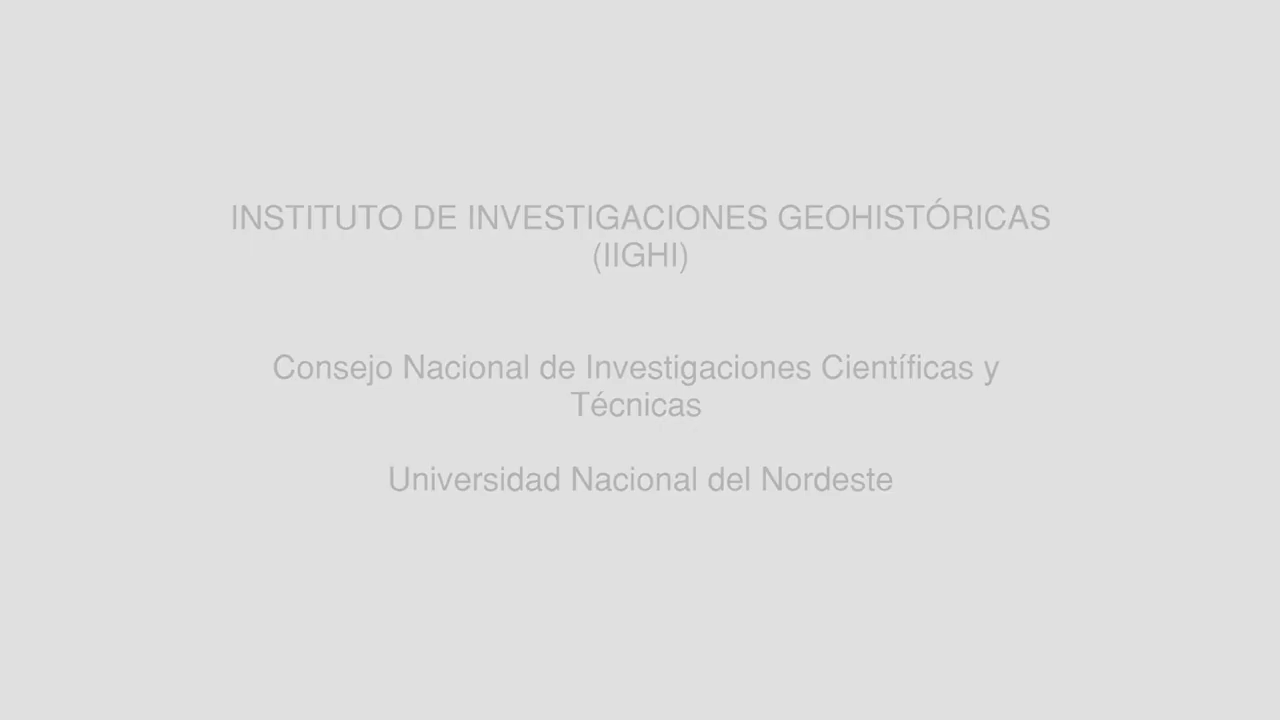 INSTITUTO DE INVESTIGACIONES GEOHISTÓRICAS
(IIGHI)
Consejo Nacional de Investigaciones Científicas y
Técnicas
Universidad Nacional del Nordeste